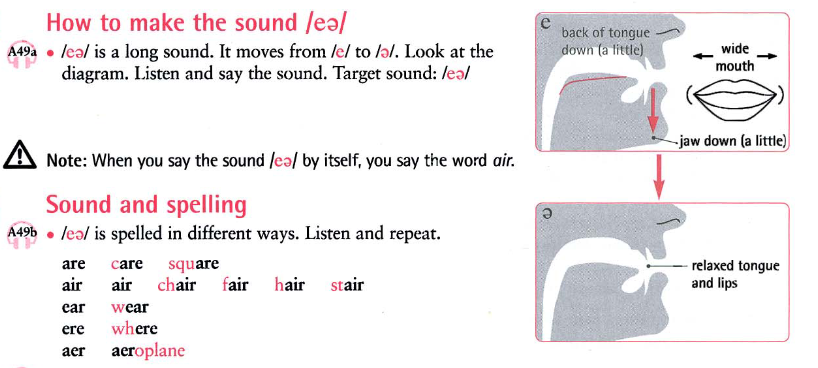 How to make the sound /eə/
A49a • /eə/ is a long sound. It moves from /e/ to /ə/. Look at the
diagram. Listen and say the sound. Target sound: /eə/
Note: When you say the sound /eə/ by itself, you say the word air.
Sound and spelling
A49b • /eə/ is spelled in different ways. Listen and repeat.
are care square
air air chair fair hair stair
ear wear
ere where
aer aeroplane
e
back of tongue
down (a little)
wide
mouth
jaw down (a little)
ə
relaxed tongue
and lips